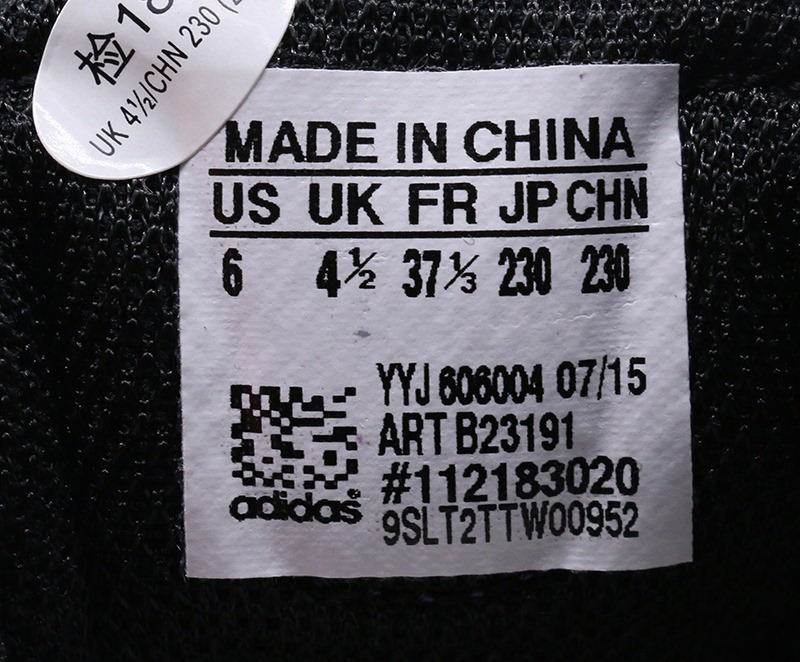 检18
UK 4½/CHN 230
MADE IN CHINA
US UK FR JP CHN
6 4½ 37⅓ 230 230
YYJ 606004 07/15
ART B23191
#112183020
adidas
9SLT2TTW00952